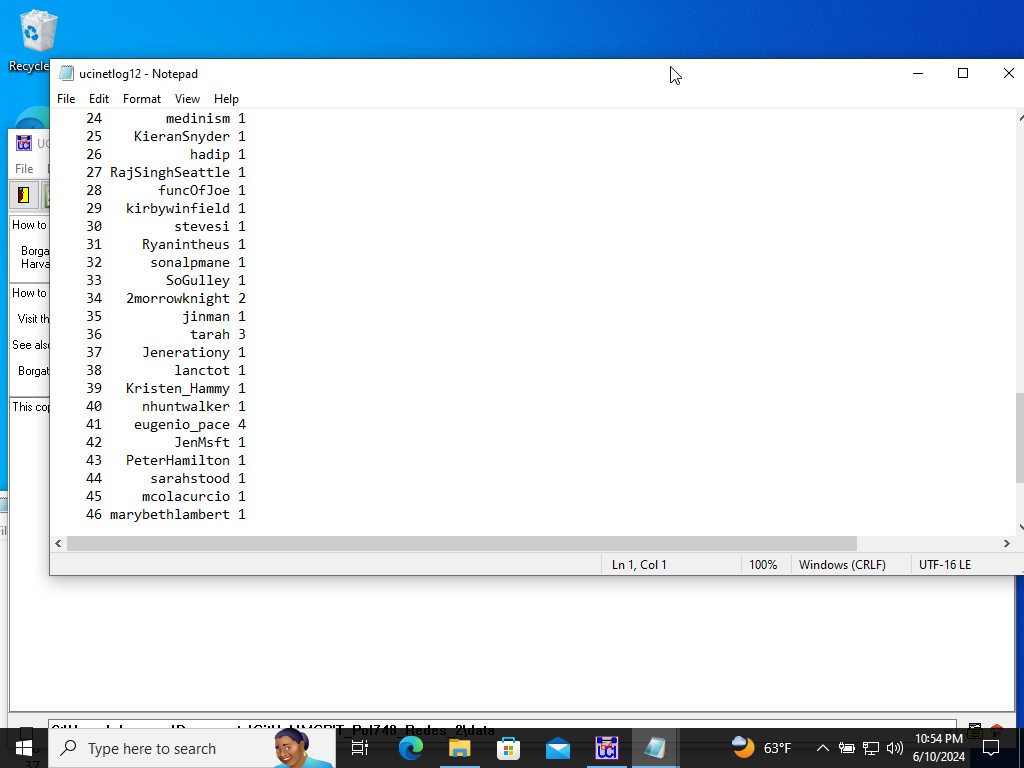 Recycle
ucinetlog12 - Notepad
File Edit Format View Help
24 medinism 1
25 KieranSnyder 1
26 hadip 1
27 RajSinghSeattle 1
28 funcOfJoe 1
29 kirbywinfield 1
30 stevesi 1
31 Ryanintheus 1
32 sonalpmane 1
33 SoGulley 1
34 2morrowknight 2
35 jinman 1
36 tarah 3
37 Jenerationy 1
38 lanctot 1
39 Kristen_Hammy 1
40 nhuntwalker 1
41 eugenio_pace 4
42 JenMsft 1
43 PeterHamilton 1
44 sarahstood 1
45 mcolacurcio 1
46 marybethlambert 1
Ln 1, Col 1 100% Windows (CRLF) UTF-16 LE
UC
File
How to
Borga
Harva
How to
Visit th
See also
Borgat
This cop
Type here to search
63°F
10:54 PM
6/10/2024